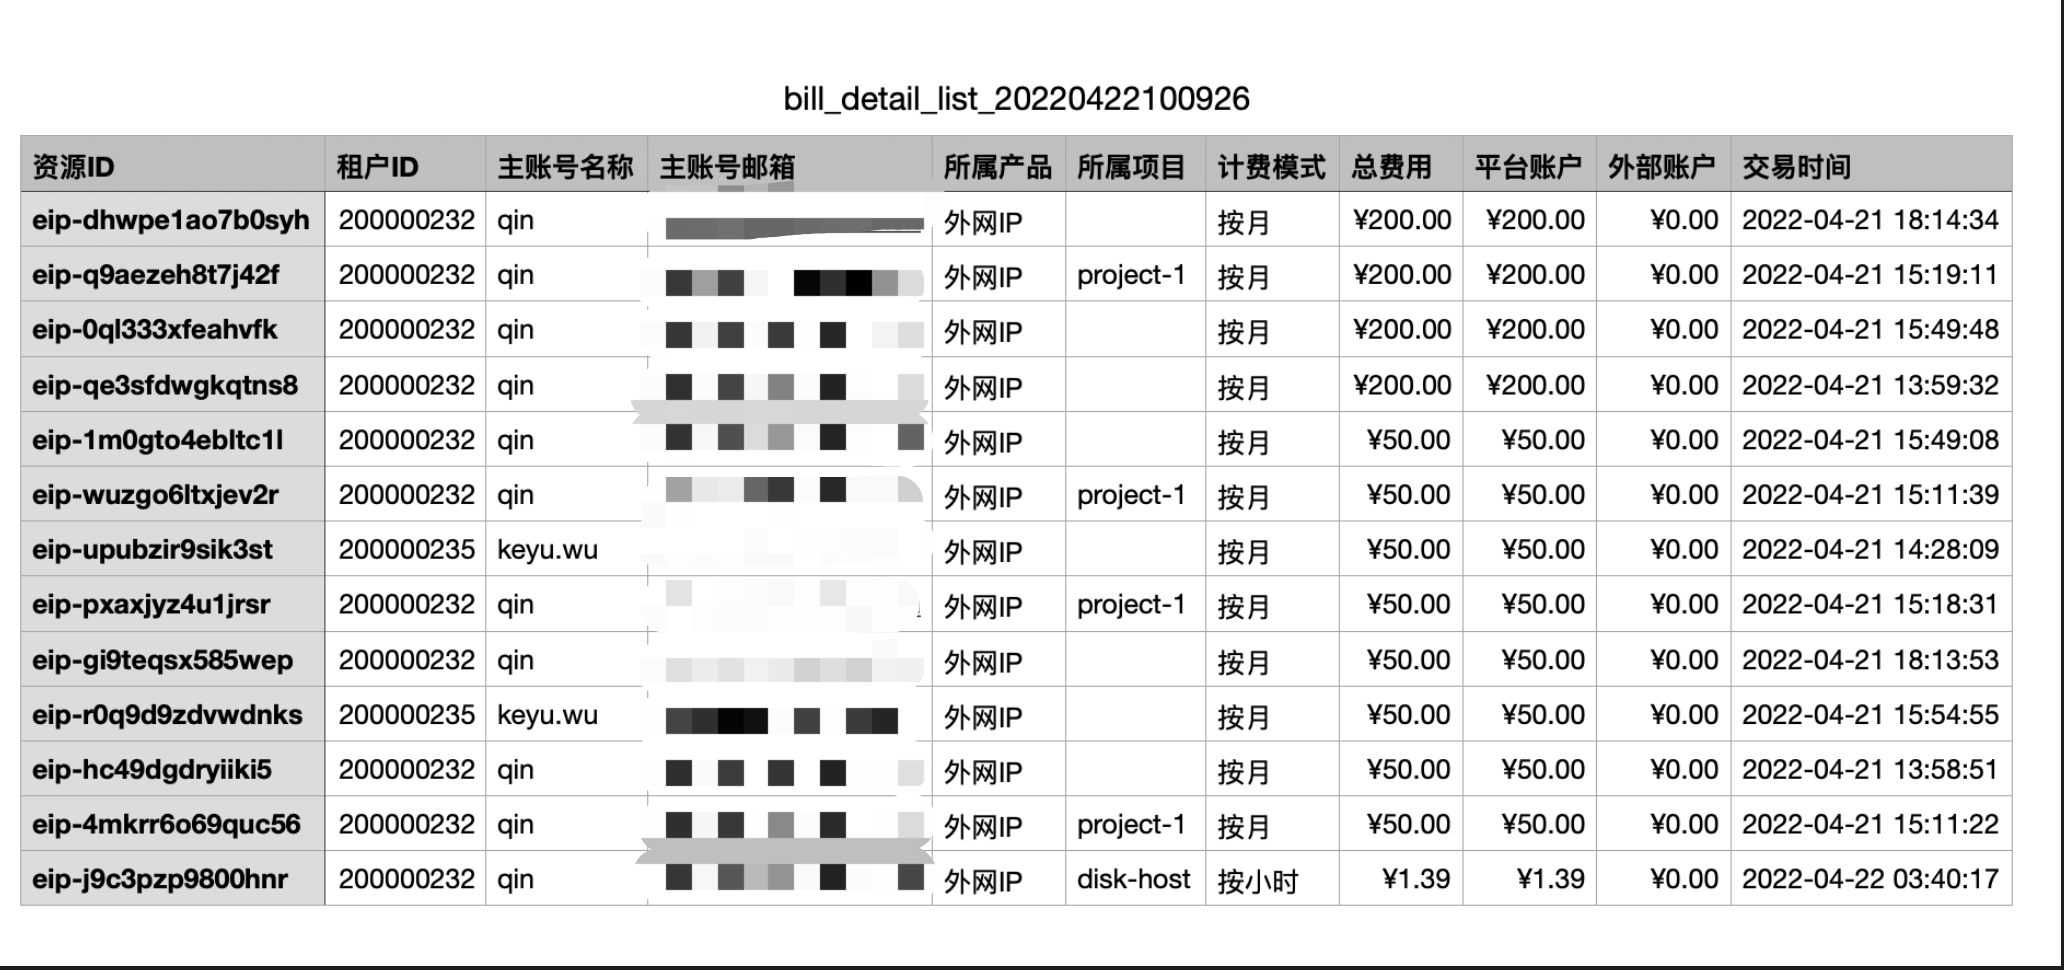 bill_detail_list_20220422100926
资源ID 租户ID 主账号名称 主账号邮箱 所属产品 所属项目 计费模式 总费用 平台账户 外部账户 交易时间
eip-dhwpe1ao7b0syh 200000232 qin 外网IP 按月 ¥200.00 ¥200.00 ¥0.00 2022-04-21 18:14:34
eip-q9aezeh8t7j42f 200000232 qin 外网IP project-1 按月 ¥200.00 ¥200.00 ¥0.00 2022-04-21 15:19:11
eip-0ql333xfeahvfk 200000232 qin 外网IP 按月 ¥200.00 ¥200.00 ¥0.00 2022-04-21 15:49:48
eip-qe3sfdwgkqtns8 200000232 qin 外网IP 按月 ¥200.00 ¥200.00 ¥0.00 2022-04-21 13:59:32
eip-1m0gto4ebltc1l 200000232 qin 外网IP 按月 ¥50.00 ¥50.00 ¥0.00 2022-04-21 15:49:08
eip-wuzgo6ltxjev2r 200000232 qin 外网IP project-1 按月 ¥50.00 ¥50.00 ¥0.00 2022-04-21 15:11:39
eip-upubzir9sik3st 200000235 keyu.wu 外网IP 按月 ¥50.00 ¥50.00 ¥0.00 2022-04-21 14:28:09
eip-pxaxjyz4u1jrsr 200000232 qin 外网IP project-1 按月 ¥50.00 ¥50.00 ¥0.00 2022-04-21 15:18:31
eip-gi9teqsx585wep 200000232 qin 外网IP 按月 ¥50.00 ¥50.00 ¥0.00 2022-04-21 18:13:53
eip-r0q9d9zdvwdnks 200000235 keyu.wu 外网IP 按月 ¥50.00 ¥50.00 ¥0.00 2022-04-21 15:54:55
eip-hc49dgdryiiki5 200000232 qin 外网IP 按月 ¥50.00 ¥50.00 ¥0.00 2022-04-21 13:58:51
eip-4mkrr6o69quc56 200000232 qin 外网IP project-1 按月 ¥50.00 ¥50.00 ¥0.00 2022-04-21 15:11:22
eip-j9c3pzp9800hnr 200000232 qin 外网IP disk-host 按小时 ¥1.39 ¥1.39 ¥0.00 2022-04-22 03:40:17